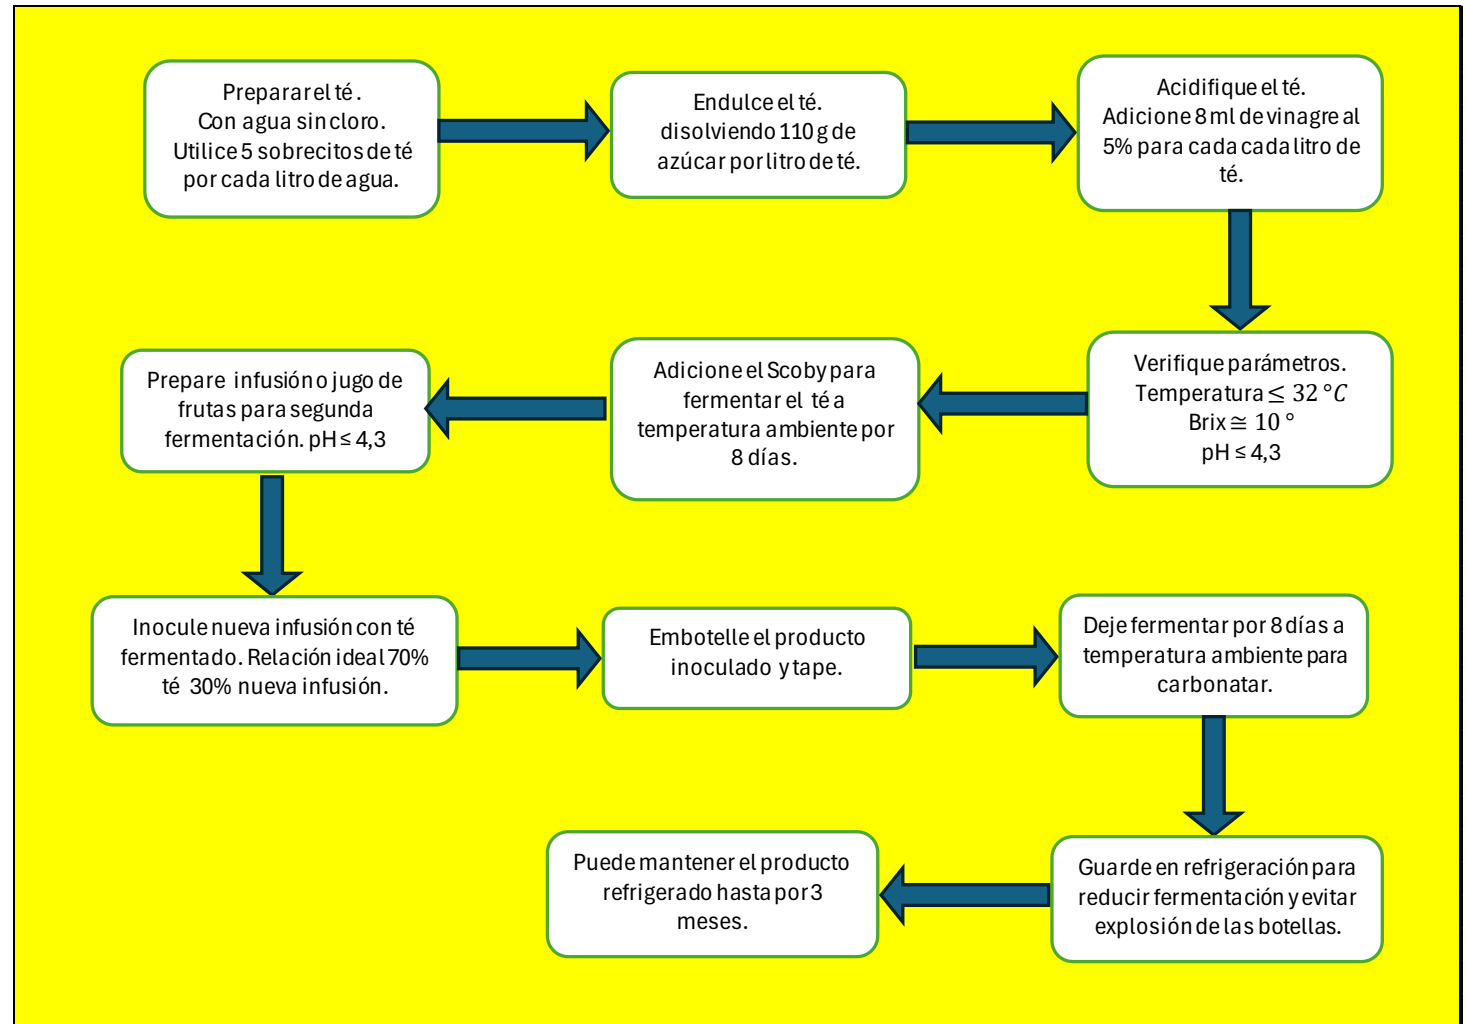 Preparar el té.
Con agua sin cloro.
Utilice 5 sobrecitos de té
por cada litro de agua.
Endulce el té.
disolviendo 110 g de
azúcar por litro de té.
Acidifique el té.
Adicione 8 ml de vinagre al
5% para cada cada litro de
té.
Verifique parámetros.
Temperatura ≤ 32 °C
Brix ≅ 10 °
pH ≤ 4,3
Adicione el Scoby para
fermentar el té a
temperatura ambiente por
8 días.
Prepare infusión o jugo de
frutas para segunda
fermentación. pH ≤ 4,3
Inocule nueva infusión con té
fermentado. Relación ideal 70%
té 30% nueva infusión.
Embotelle el producto
inoculado y tape.
Deje fermentar por 8 días a
temperatura ambiente para
carbonatar.
Guarde en refrigeración para
reducir fermentación y evitar
explosión de las botellas.
Puede mantener el producto
refrigerado hasta por 3
meses.